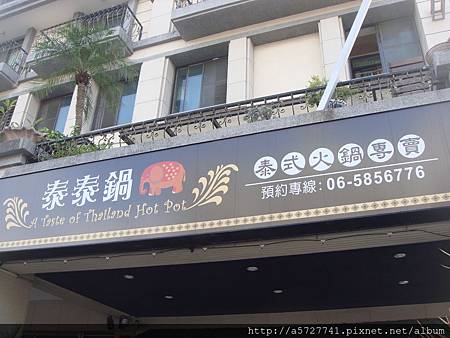 泰泰鍋
A Taste of Thailand Hot Pot
泰式火鍋專賣
預約專線:06-5856776
http://a5727741.pixnet.net/album